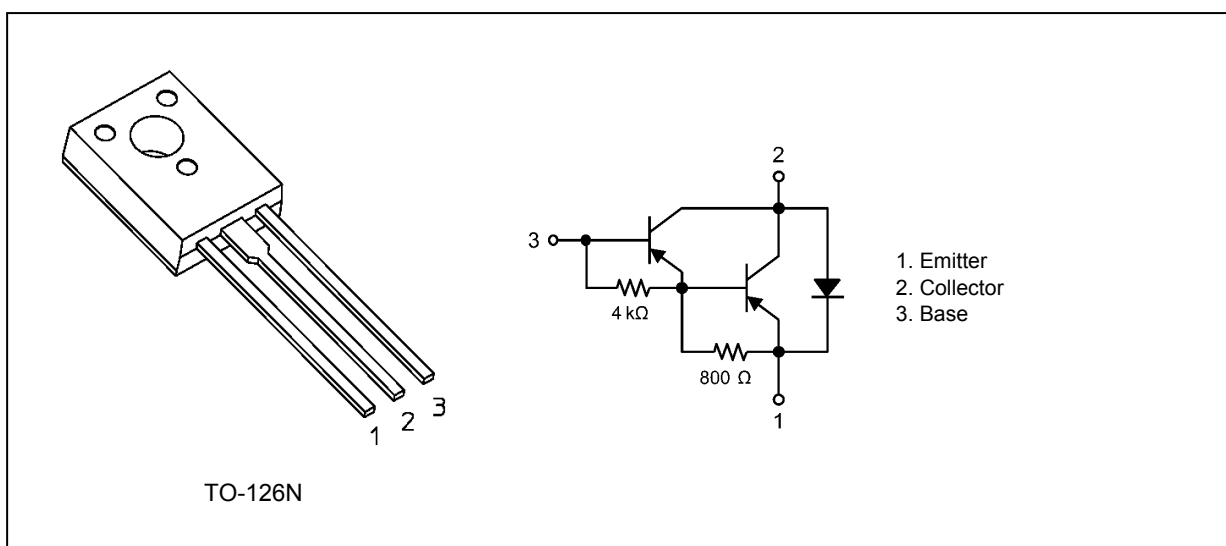 1
2
3
TO-126N
2
3
4 kΩ
800 Ω
1
1. Emitter
2. Collector
3. Base